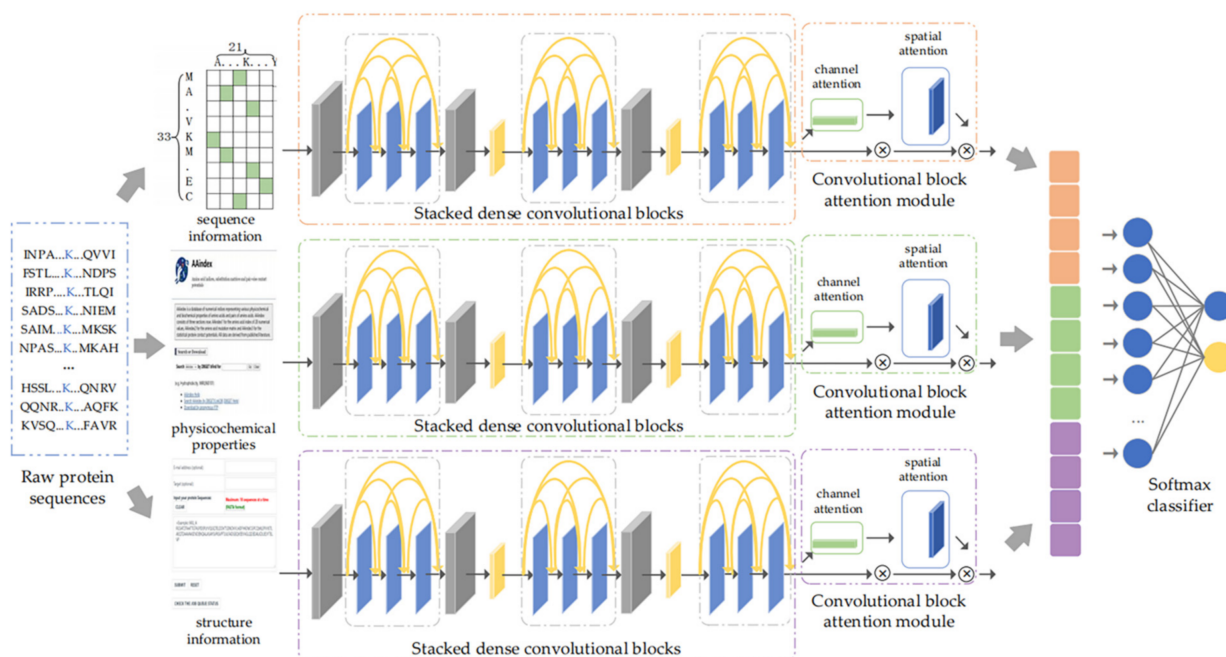 21
A...K...Y
M
A
.
V
K
M
.
E
C
33
sequence
information
INPA...K...QVVI
FSTL...K...NDPS
IRRP....K...TLQI
SADS...K...NIEM
SAIM...K...MKSK
NPAS...K...MKAH
...
HSSL...K...QNRV
QQNR...K...AQFK
KVSQ...K...FAVR
Raw protein
sequences
AAindex
physicochemical
properties
CLEAR
SUBMIT RESET
structure
information
Stacked dense convolutional blocks
channel
attention
spatial
attention
Convolutional block
attention module
Stacked dense convolutional blocks
channel
attention
spatial
attention
Convolutional block
attention module
Stacked dense convolutional blocks
channel
attention
spatial
attention
Convolutional block
attention module
...
Softmax
classifier